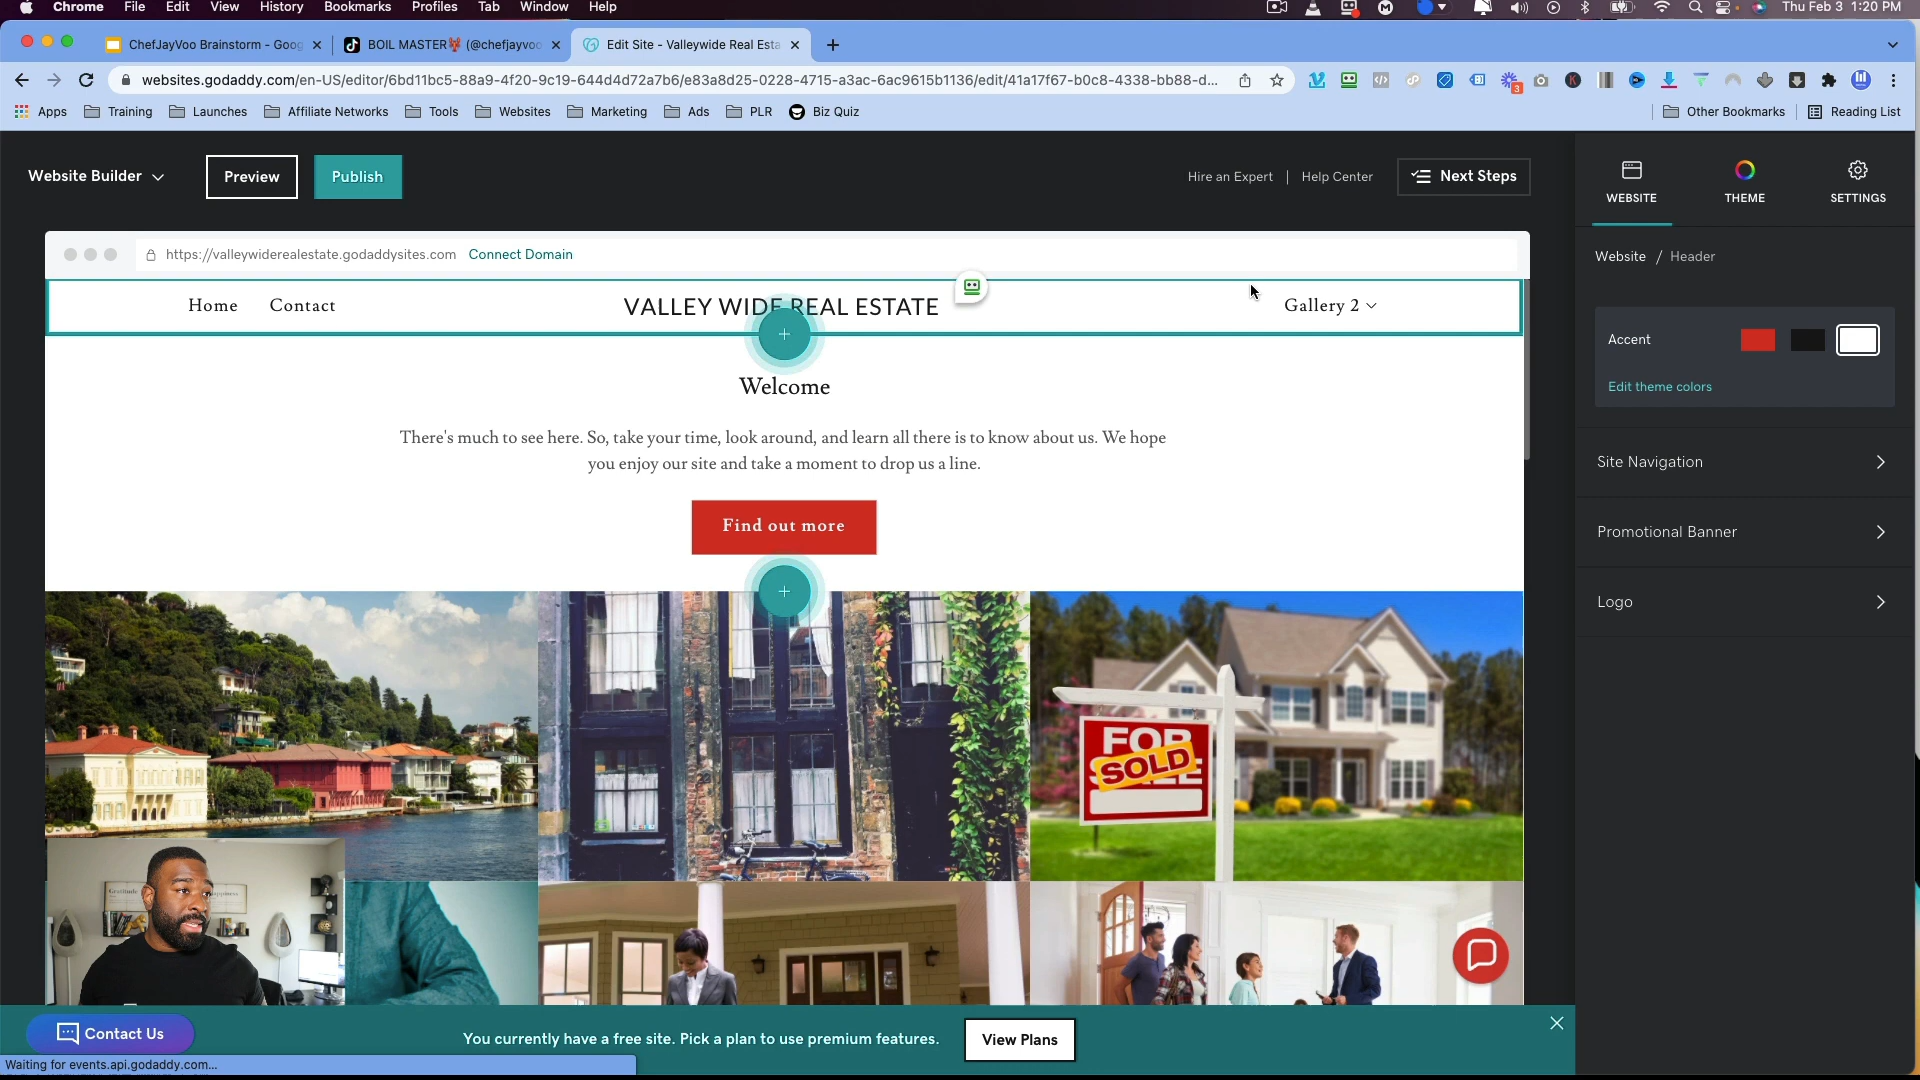 Chrome File Edit View History Bookmarks Profiles Tab Window Help Thu Feb 3 1:20 PM
ChefJayVoo Brainstorm - Goog
BOIL MASTER🦞 (@chefjayvoo
Edit Site - Valleywide Real Esta
websites.godaddy.com/en-US/editor/6bd11bc5-88a9-4f20-9c19-644d4d72a7b6/e83a8d25-0228-4715-a3ac-6ac9615b1136/edit/41a17f67-b0c8-4338-bb88-d...
3
Apps Training Launches Affiliate Networks Tools Websites Marketing Ads PLR Biz Quiz Other Bookmarks Reading List
Website Builder
Preview
Publish
Hire an Expert | Help Center
Next Steps
WEBSITE
THEME
SETTINGS
https://valleywiderealestate.godaddysites.com Connect Domain
Website / Header
Home Contact
VALLEY WIDE REAL ESTATE
Gallery 2
Accent
Edit theme colors
Welcome
There's much to see here. So, take your time, look around, and learn all there is to know about us. We hope
you enjoy our site and take a moment to drop us a line.
Find out more
Site Navigation
Promotional Banner
Logo
FOR
SOLD
Gratitude
Contact Us
You currently have a free site. Pick a plan to use premium features.
View Plans
Waiting for events.api.godaddy.com...